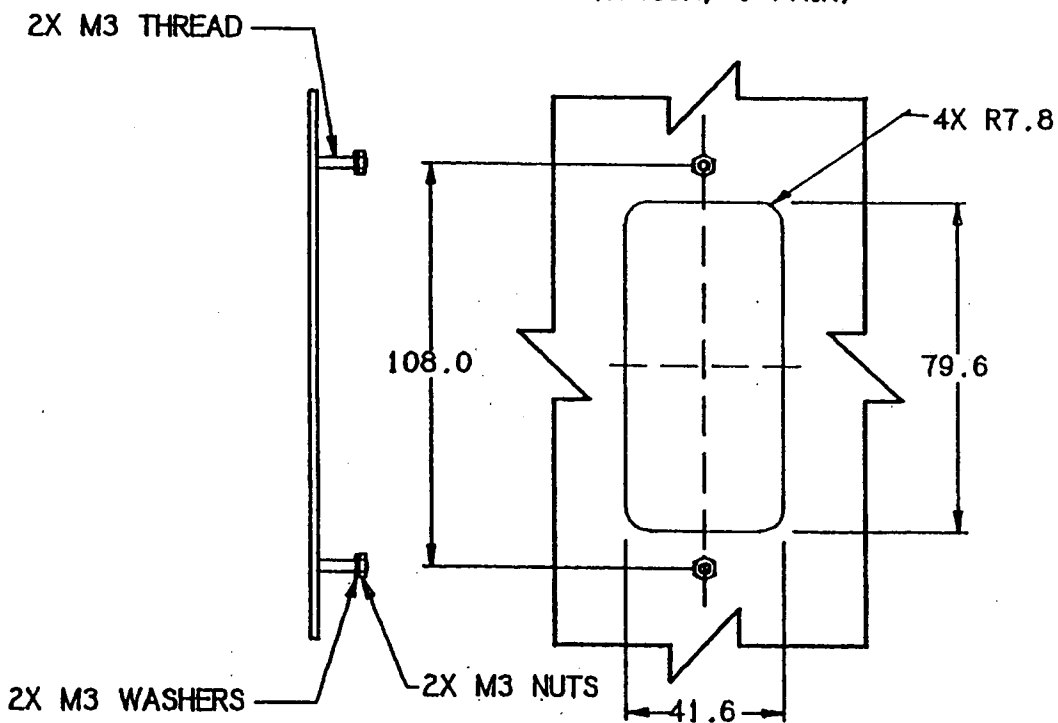 2X M3 THREAD
4X R7.8
108.0
79.6
2X M3 WASHERS
2X M3 NUTS
41.6